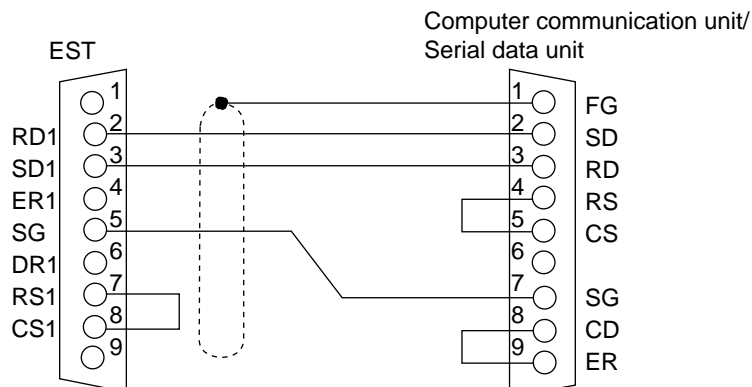 Computer communication unit/
Serial data unit
EST
1
RD1 2
SD1 3
ER1 4
SG 5
DR1 6
RS1 7
CS1 8
9
1 FG
2 SD
3 RD
4 RS
5 CS
6
7 SG
8 CD
9 ER